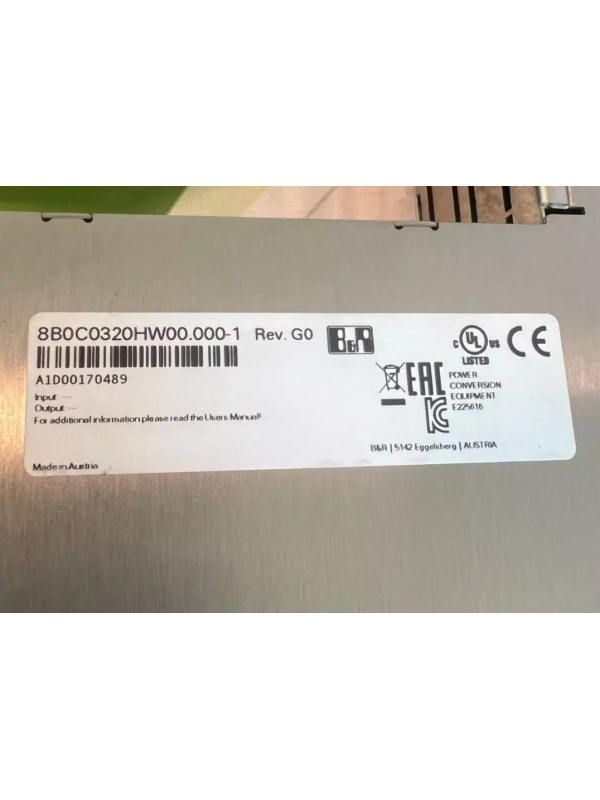 8B0C0320HW00.000-1 Rev. G0
B&R
A1D00170489
Input: ---
Output: ---
For additional information please read the Users Manual!
Made in Austria
C UL US
LISTED
CE
EAC
POWER
CONVERSION
EQUIPMENT
E225616
B&R | 5142 Eggelsberg | AUSTRIA